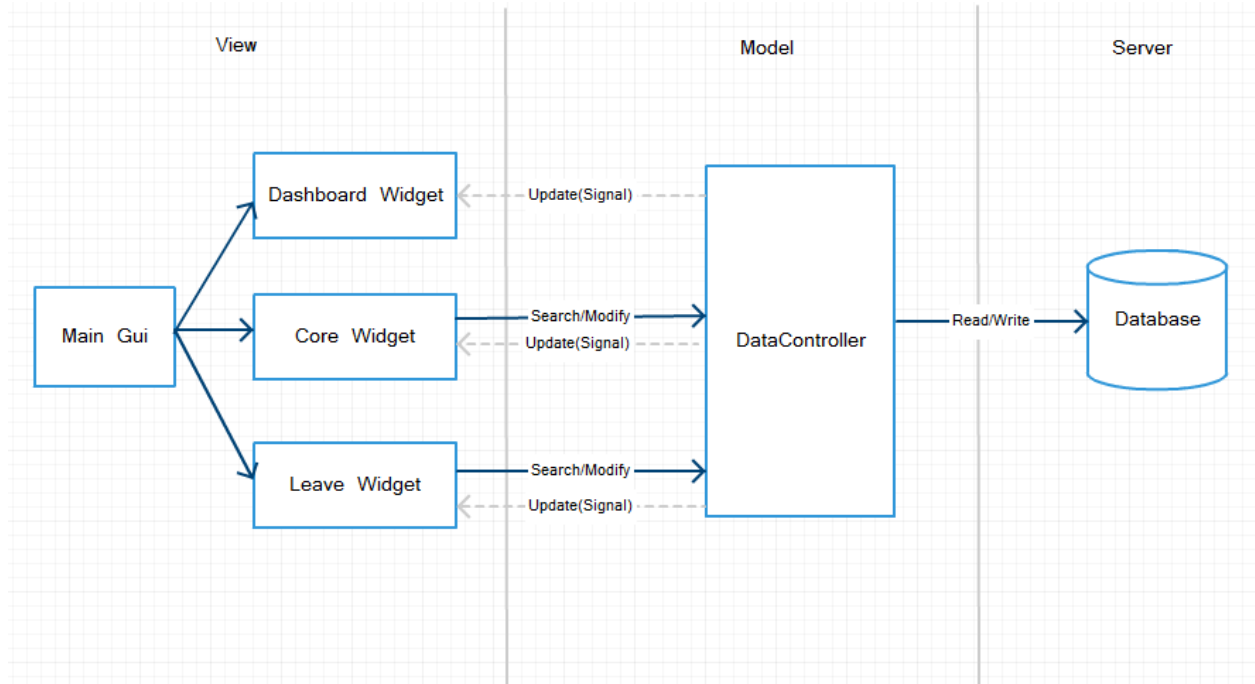 View
Model
Server
Dashboard Widget
Update(Signal)
Main Gui
Core Widget
Search/Modify
Update(Signal)
DataController
Read/Write
Database
Leave Widget
Search/Modify
Update(Signal)